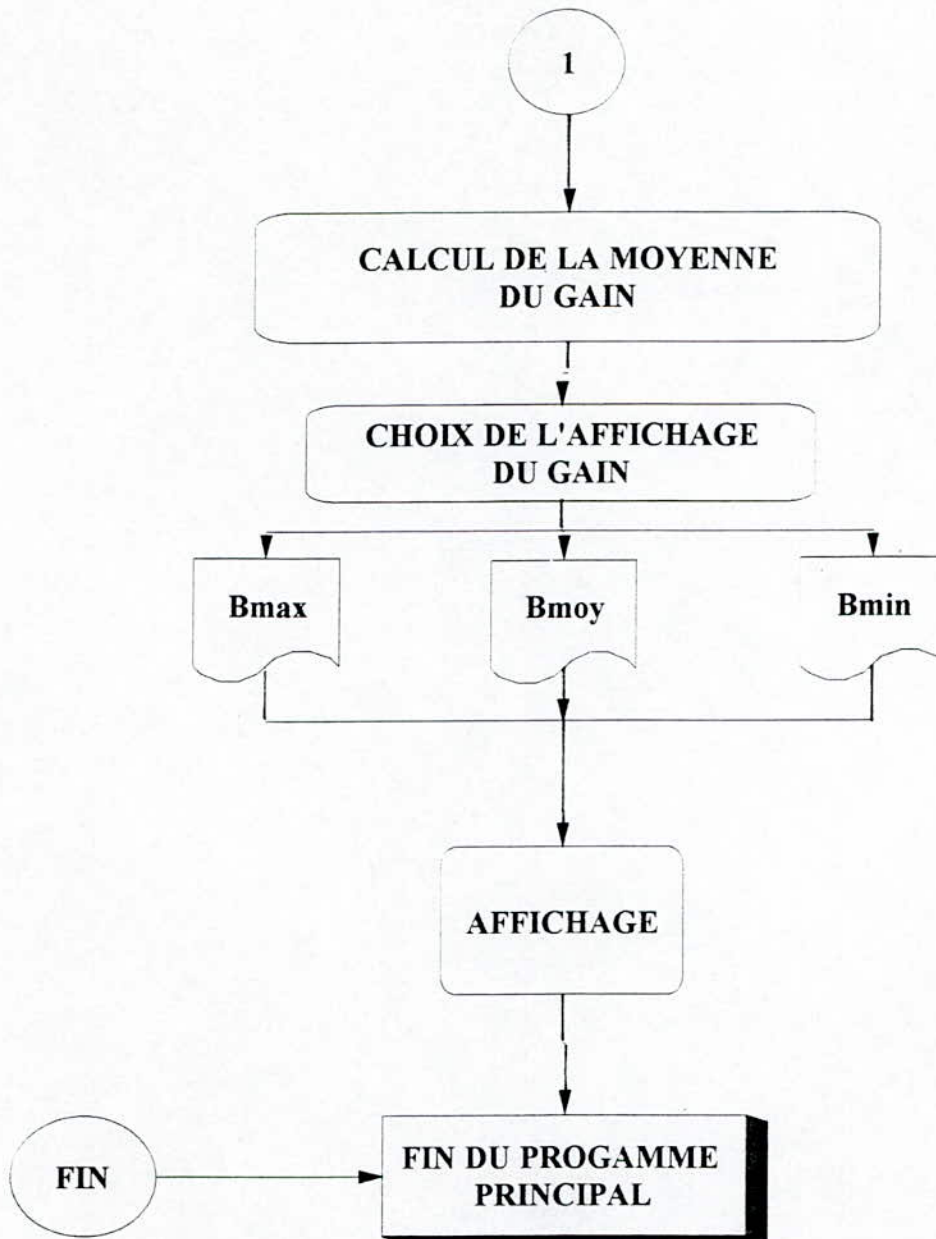 1
CALCUL DE LA MOYENNE
DU GAIN
CHOIX DE L'AFFICHAGE
DU GAIN
Bmax
Bmoy
Bmin
AFFICHAGE
FIN
FIN DU PROGAMME
PRINCIPAL